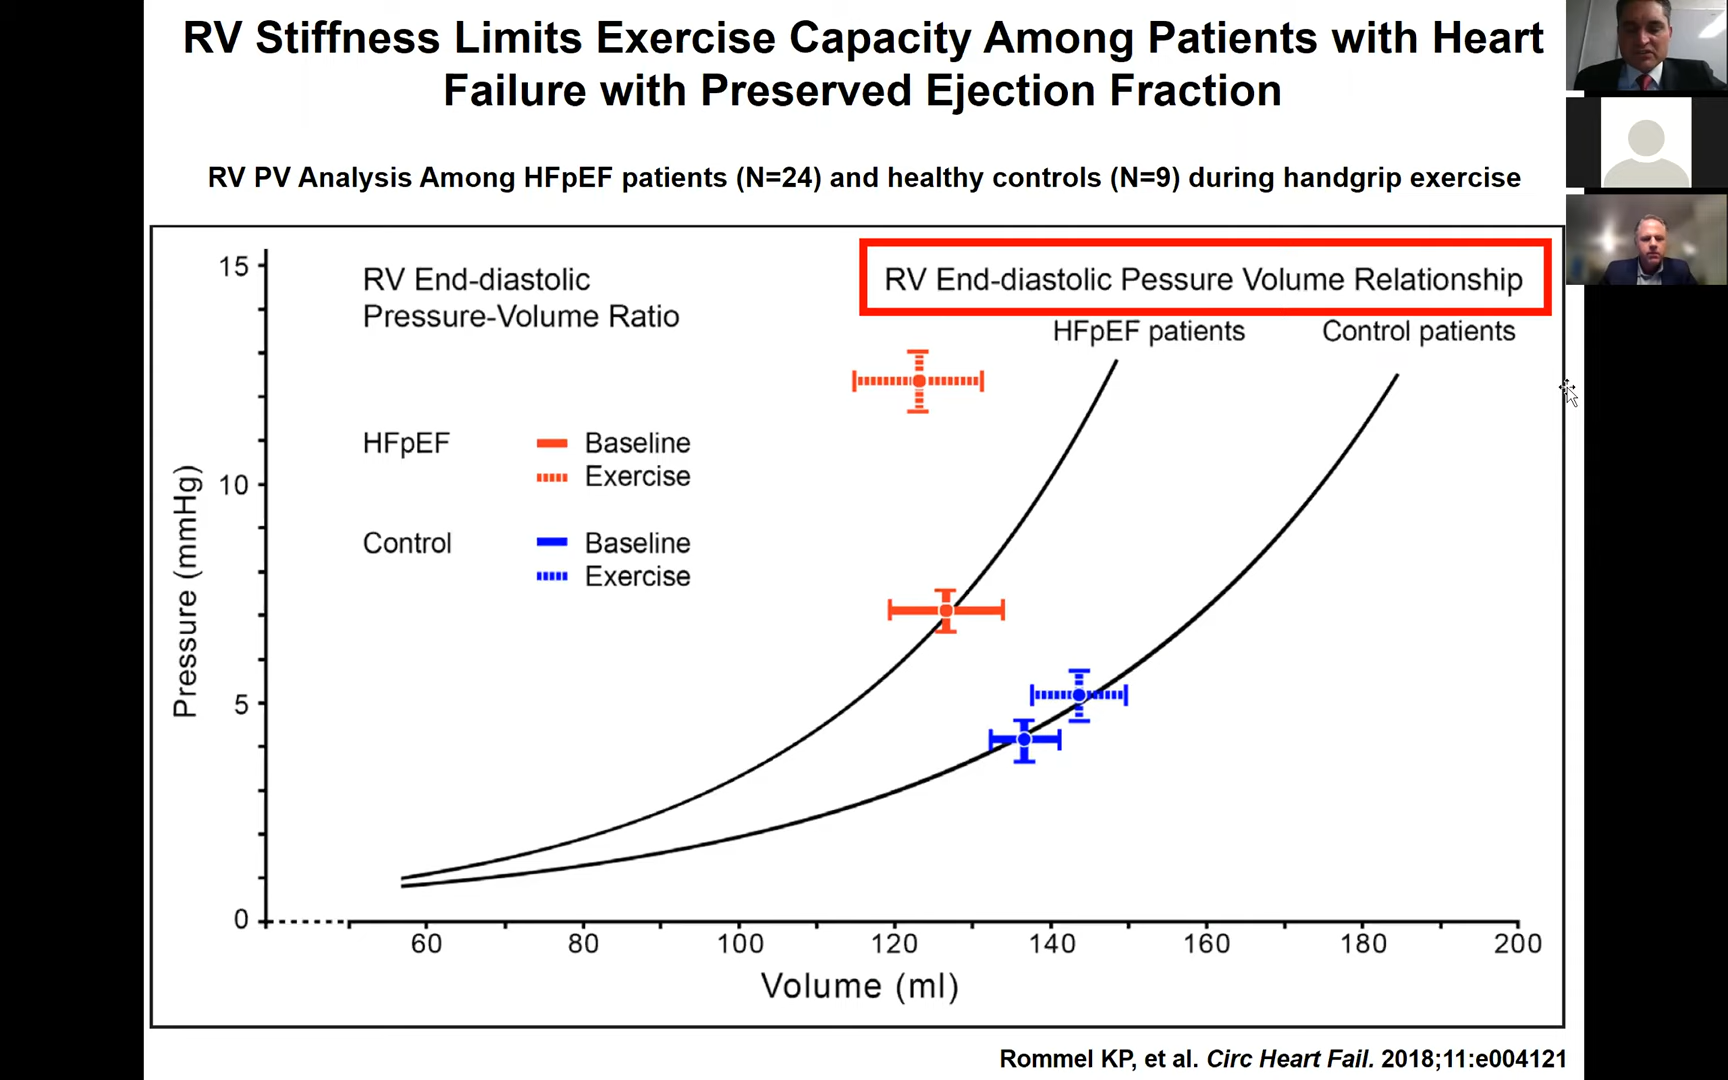 RV Stiffness Limits Exercise Capacity Among Patients with Heart
Failure with Preserved Ejection Fraction
RV PV Analysis Among HFpEF patients (N=24) and healthy controls (N=9) during handgrip exercise
RV End-diastolic
Pressure-Volume Ratio
RV End-diastolic Pessure Volume Relationship
HFpEF patients
Control patients
HFpEF
Baseline
Exercise
Control
Baseline
Exercise
Pressure (mmHg)
15
10
5
0
60 80 100 120 140 160 180 200
Volume (ml)
Rommel KP, et al. Circ Heart Fail. 2018;11:e004121